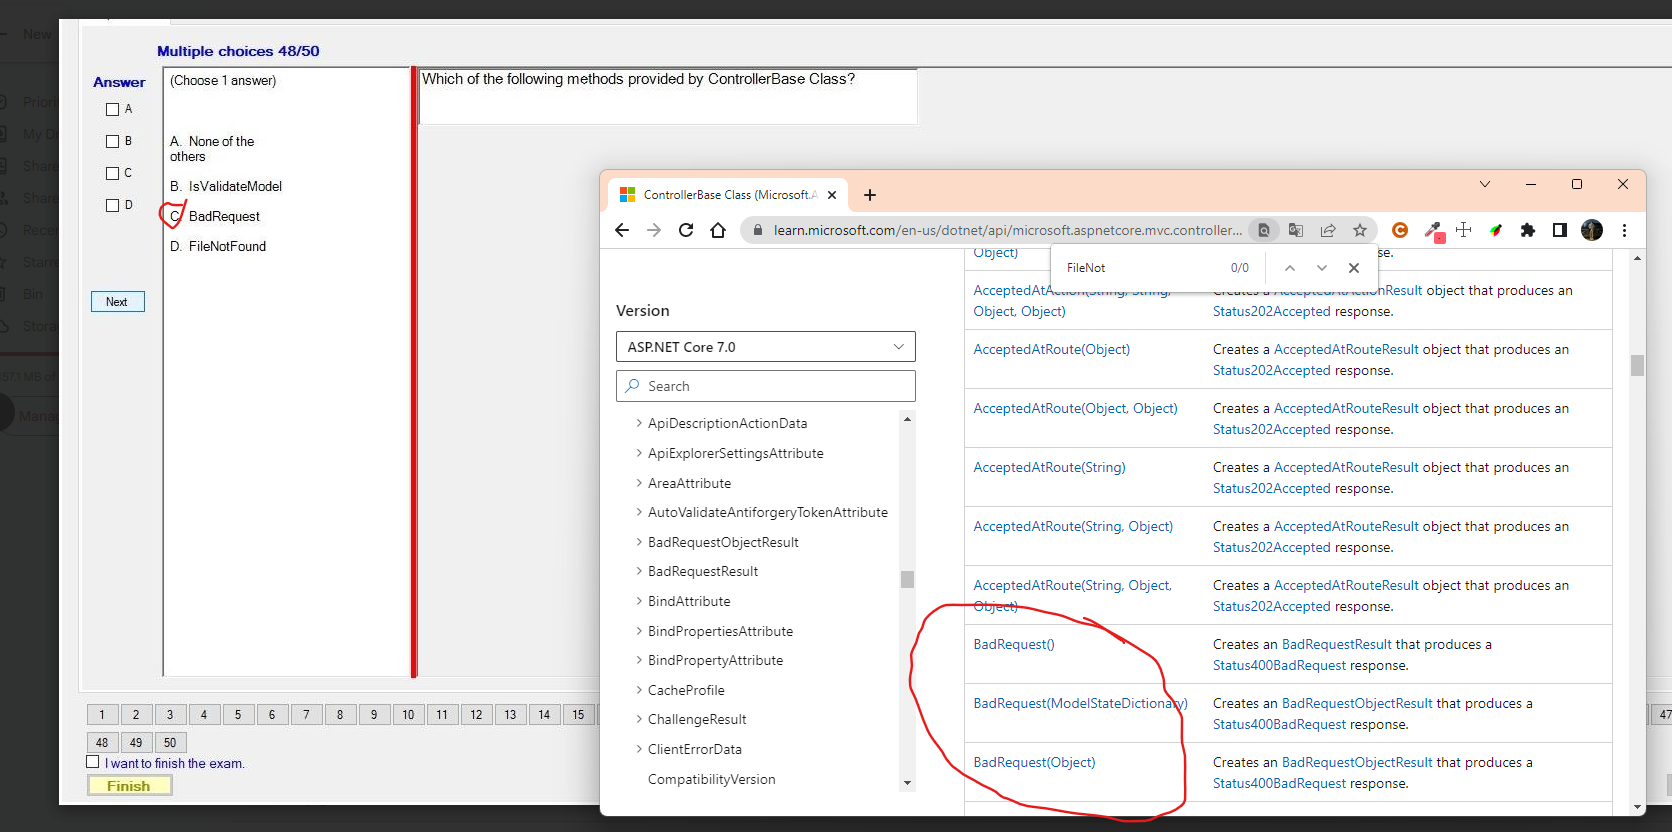 New
Multiple choices 48/50
Answer
A
B
C
D
Next
(Choose 1 answer)
A. None of the
others
B. IsValidateModel
C. BadRequest
D. FileNotFound
Which of the following methods provided by ControllerBase Class?
Priori
My Dr
Share
Share
Recen
Starre
Bin
Stora
Mana
ControllerBase Class (Microsoft.A
learn.microsoft.com/en-us/dotnet/api/microsoft.aspnetcore.mvc.controller...
FileNot
0/0
Version
ASP.NET Core 7.0
Search
ApiDescriptionActionData
ApiExplorerSettingsAttribute
AreaAttribute
AutoValidateAntiforgeryTokenAttribute
BadRequestObjectResult
BadRequestResult
BindAttribute
BindPropertiesAttribute
BindPropertyAttribute
CacheProfile
ChallengeResult
ClientErrorData
CompatibilityVersion
Object)
se.
AcceptedAtAction(String, String,
Object, Object)
Creates a AcceptedAtActionResult object that produces an
Status202Accepted response.
AcceptedAtRoute(Object)
Creates a AcceptedAtRouteResult object that produces an
Status202Accepted response.
AcceptedAtRoute(Object, Object)
Creates a AcceptedAtRouteResult object that produces an
Status202Accepted response.
AcceptedAtRoute(String)
Creates a AcceptedAtRouteResult object that produces an
Status202Accepted response.
AcceptedAtRoute(String, Object)
Creates a AcceptedAtRouteResult object that produces an
Status202Accepted response.
AcceptedAtRoute(String, Object,
Object)
Creates a AcceptedAtRouteResult object that produces an
Status202Accepted response.
BadRequest()
Creates an BadRequestResult that produces a
Status400BadRequest response.
BadRequest(ModelStateDictionary)
Creates an BadRequestObjectResult that produces a
Status400BadRequest response.
BadRequest(Object)
Creates an BadRequestObjectResult that produces a
Status400BadRequest response.
1 2 3 4 5 6 7 8 9 10 11 12 13 14 15 47
48 49 50
I want to finish the exam.
Finish